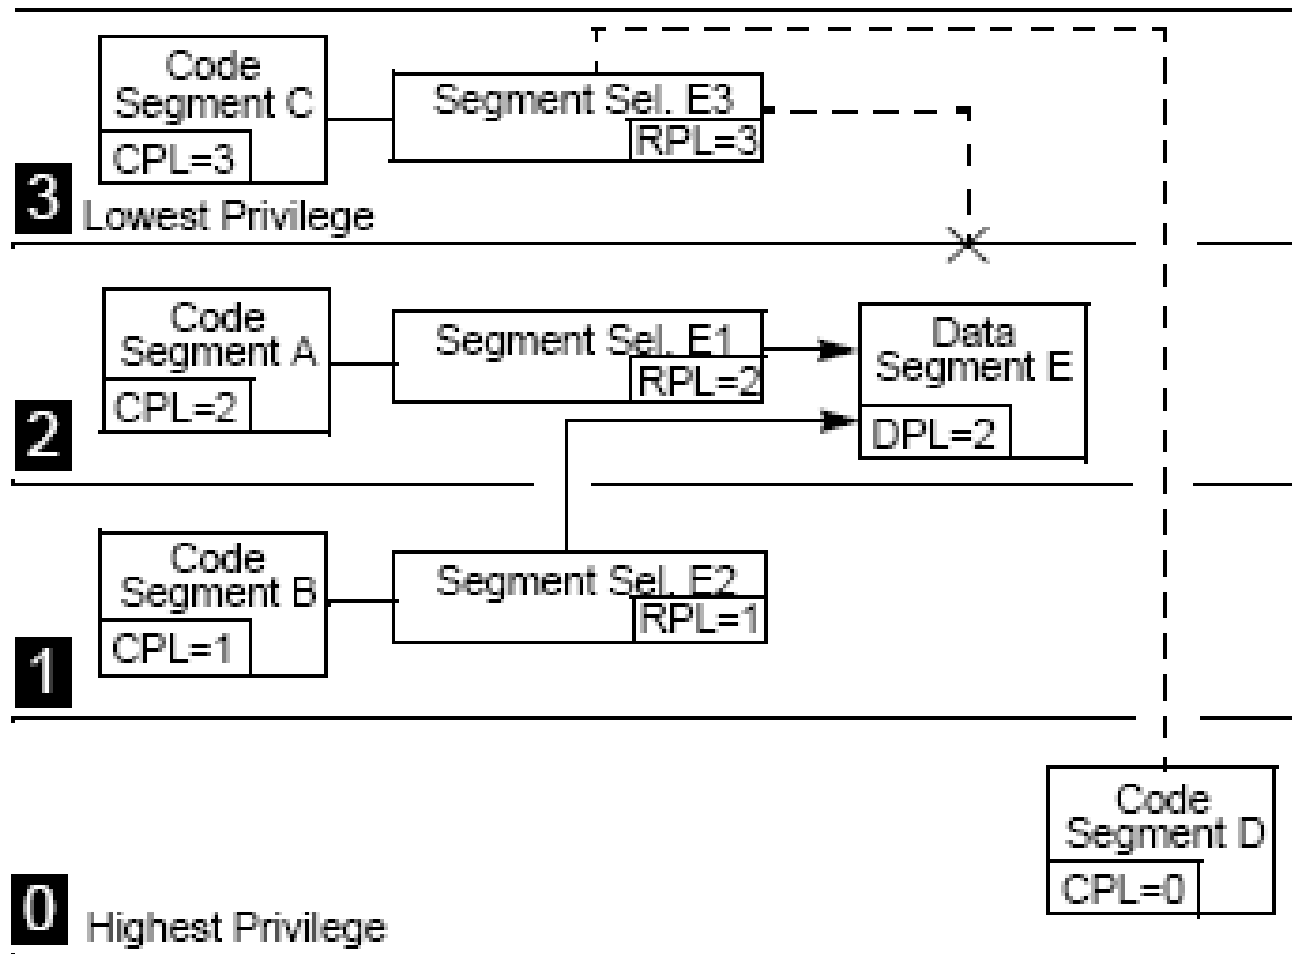 Code
Segment C
CPL=3
Segment Sel. E3
RPL=3
3
Lowest Privilege
Code
Segment A
CPL=2
Segment Sel. E1
RPL=2
Data
Segment E
DPL=2
2
Code
Segment B
CPL=1
Segment Sel. E2
RPL=1
1
Code
Segment D
CPL=0
0
Highest Privilege